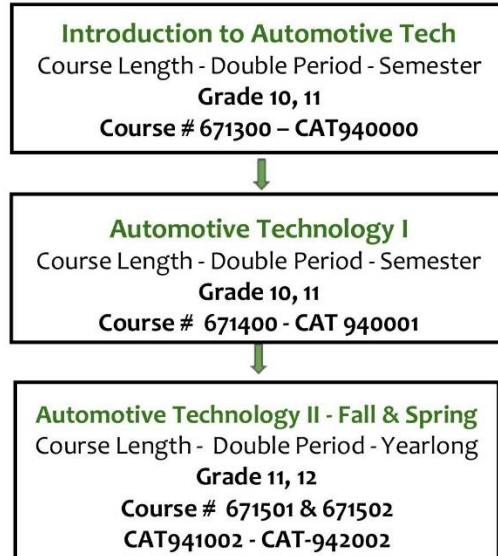 Introduction to Automotive Tech
Course Length - Double Period - Semester
Grade 10, 11
Course # 671300 – CAT940000
Automotive Technology I
Course Length - Double Period - Semester
Grade 10, 11
Course # 671400 - CAT 940001
Automotive Technology II - Fall & Spring
Course Length - Double Period - Yearlong
Grade 11, 12
Course # 671501 & 671502
CAT941002 - CAT-942002